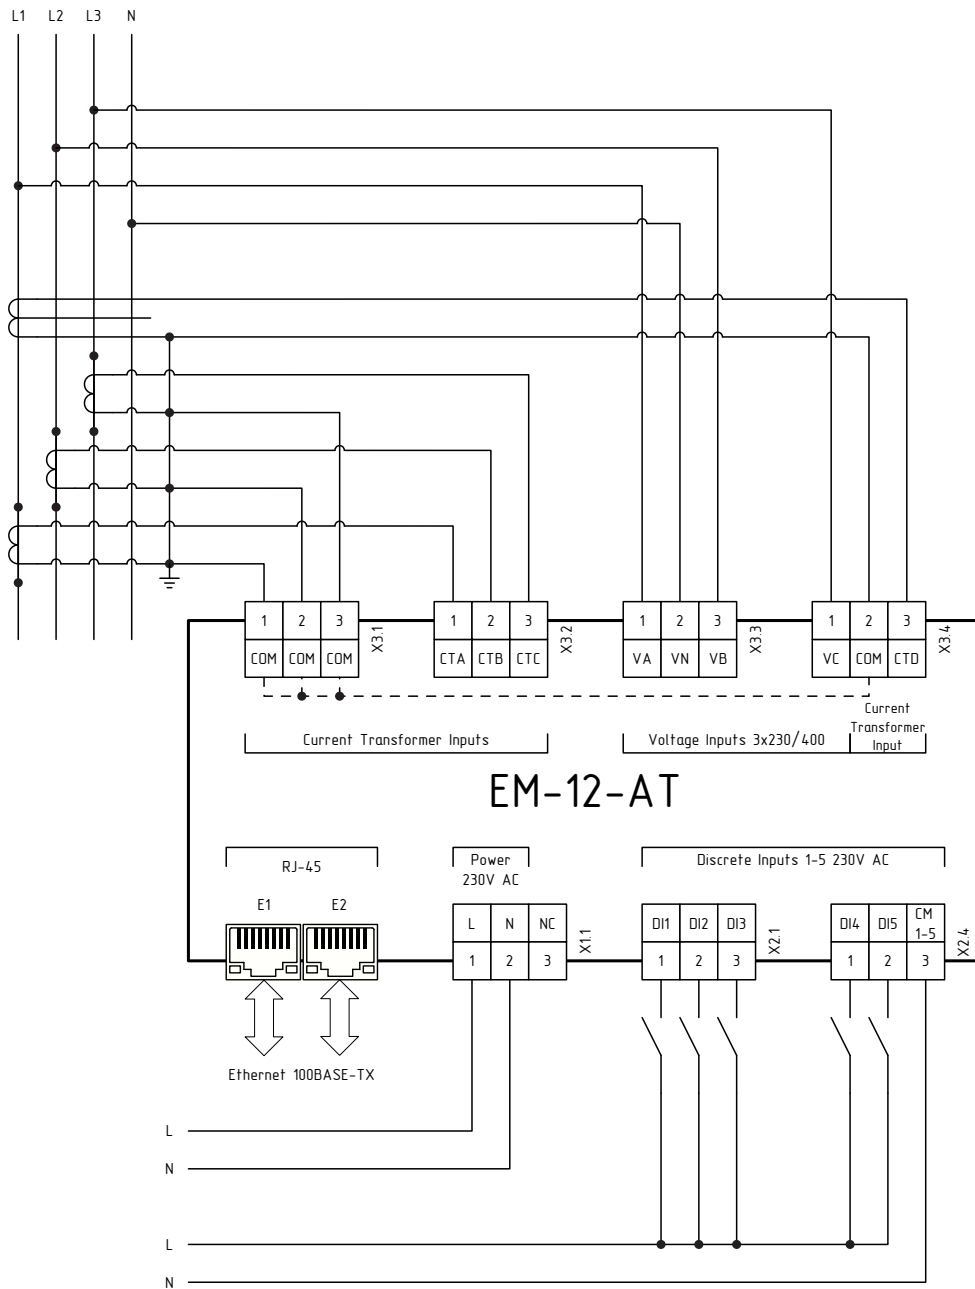 L1 L2 L3 N
1 2 3 X3.1 1 2 3 X3.2 1 2 3 X3.3 1 2 3 X3.4
COM COM COM CTA CTB CTC VA VN VB VC COM CTD
Current Transformer Inputs
Voltage Inputs 3x230/400
Current
Transformer
Input
EM-12-AT
RJ-45
Power
230V AC
Discrete Inputs 1-5 230V AC
E1 E2
L N NC DI1 DI2 DI3 DI4 DI5 CM
1-5
1 2 3 X1.1 1 2 3 X2.1 1 2 3 X2.4
Ethernet 100BASE-TX
L
N
L
N